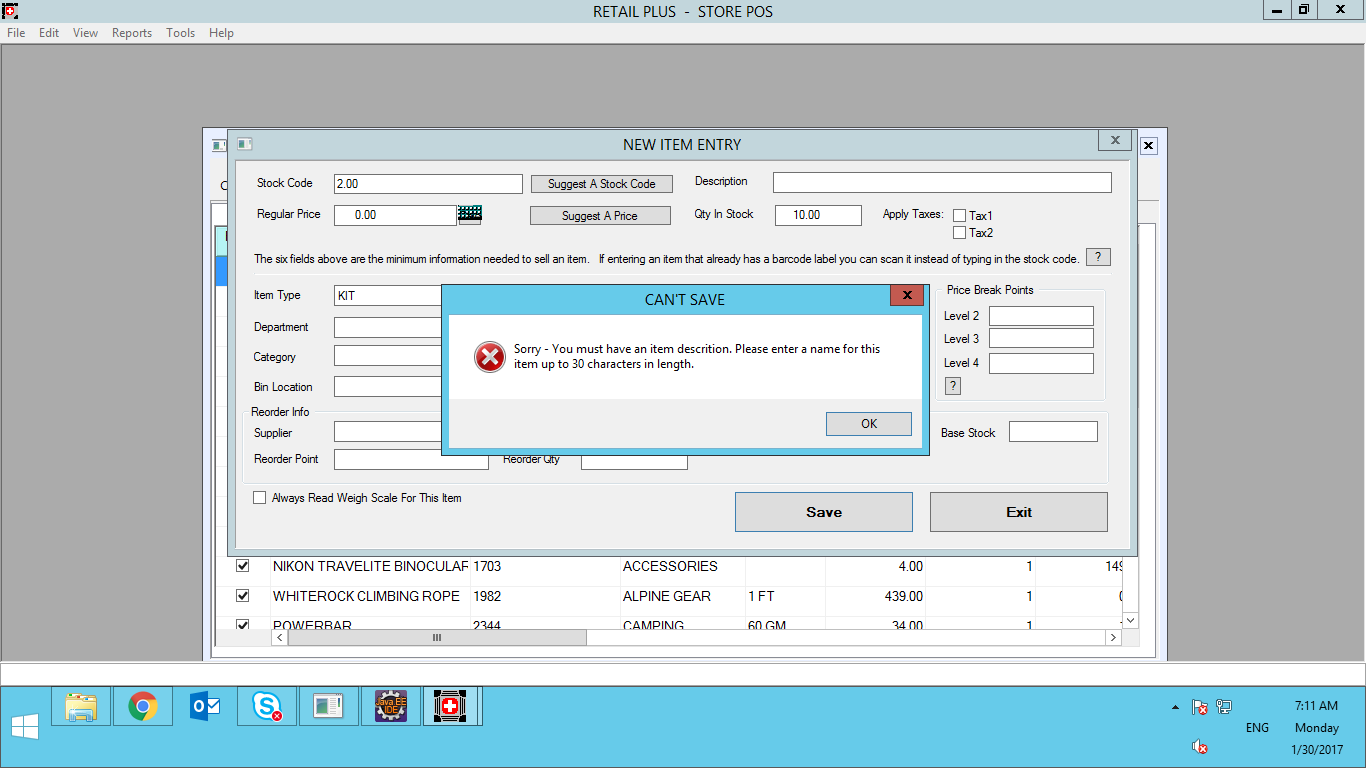 RETAIL PLUS - STORE POS
File Edit View Reports Tools Help
NEW ITEM ENTRY
Stock Code 2.00 Suggest A Stock Code Description
Regular Price 0.00 Suggest A Price Qty In Stock 10.00 Apply Taxes: Tax1
Tax2
The six fields above are the minimum information needed to sell an item. If entering an item that already has a barcode label you can scan it instead of typing in the stock code. ?
Item Type KIT
Department
Category
Bin Location
Price Break Points
Level 2
Level 3
Level 4
?
CAN'T SAVE
Sorry - You must have an item descrition. Please enter a name for this
item up to 30 characters in length.
OK
Reorder Info
Supplier
Base Stock
Reorder Point Reorder Qty
Always Read Weigh Scale For This Item
Save Exit
NIKON TRAVELITE BINOCULAR 1703 ACCESSORIES 4.00 1 149
WHITEROCK CLIMBING ROPE 1982 ALPINE GEAR 1 FT 439.00 1
POWERBAR 2344 CAMPING 60 GM 34.00 1
Java EE
IDE
7:11 AM
ENG Monday
1/30/2017